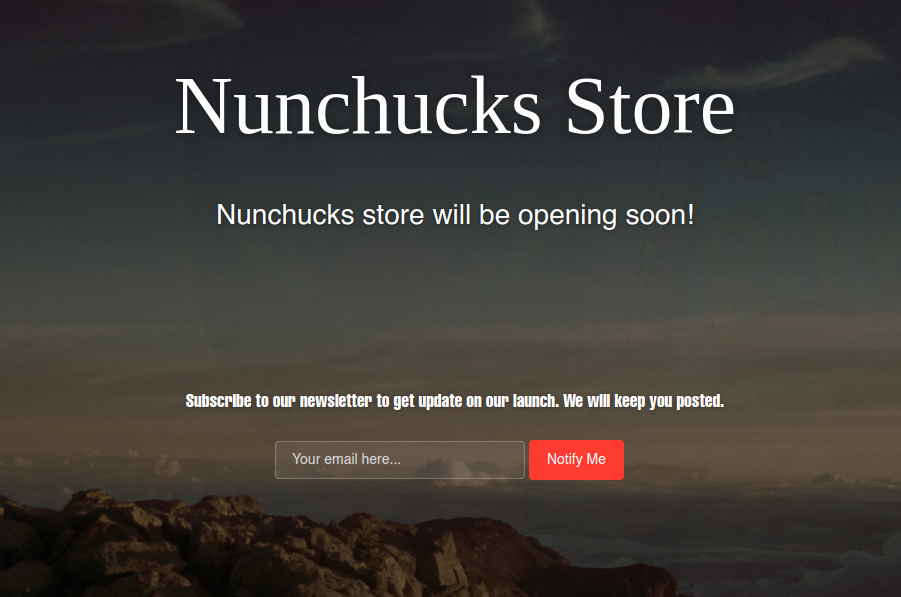 Nunchucks Store
Nunchucks store will be opening soon!
Subscribe to our newsletter to get update on our launch. We will keep you posted.
Your email here...
Notify Me